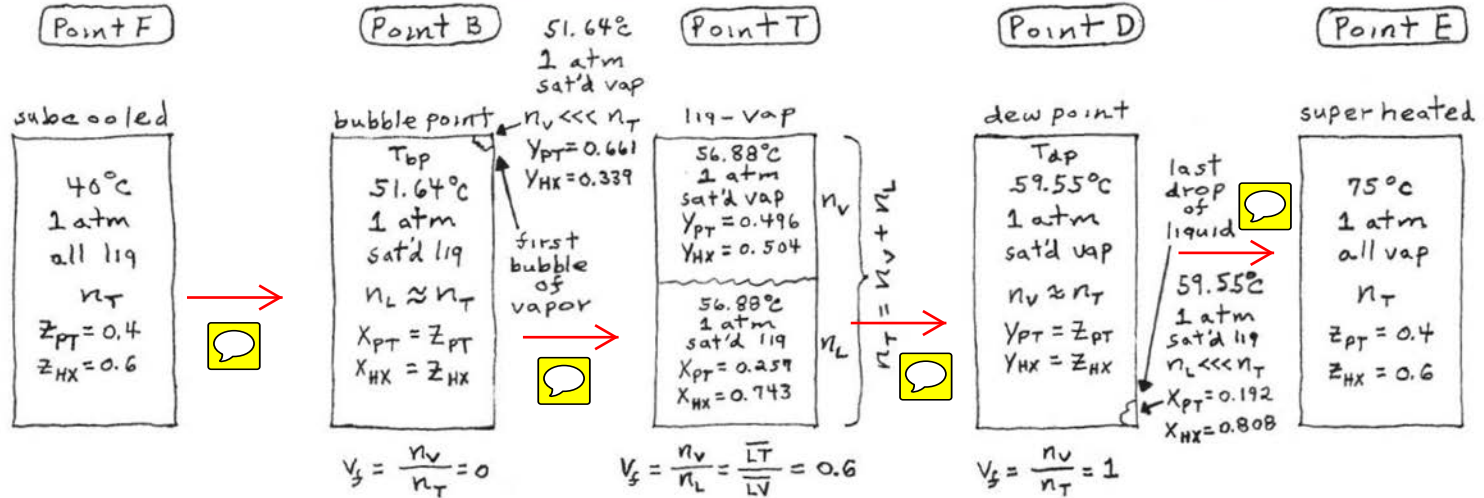 Point F
subcooled
40°C
1 atm
all liq
n_T
z_PT = 0.4
z_HX = 0.6
Point B
bubble point
T_bp
51.64°C
1 atm
sat'd liq
n_L ≈ n_T
x_PT = z_PT
x_HX = z_HX
V_f = n_V / n_T = 0
51.64°C
1 atm
sat'd vap
n_V <<< n_T
y_PT = 0.661
y_HX = 0.339
first
bubble
of
vapor
Point T
liq-vap
56.88°C
1 atm
sat'd vap
y_PT = 0.496
y_HX = 0.504
n_V
56.88°C
1 atm
sat'd liq
x_PT = 0.257
x_HX = 0.743
n_L
n_T = n_V + n_L
V_f = n_V / n_L = LT / LV = 0.6
Point D
dew point
T_dp
59.55°C
1 atm
sat'd vap
n_V ≈ n_T
y_PT = z_PT
y_HX = z_HX
V_f = n_V / n_T = 1
last
drop
of
liquid
59.55°C
1 atm
sat'd liq
n_L <<< n_T
x_PT = 0.192
x_HX = 0.808
Point E
superheated
75°C
1 atm
all vap
n_T
z_PT = 0.4
z_HX = 0.6